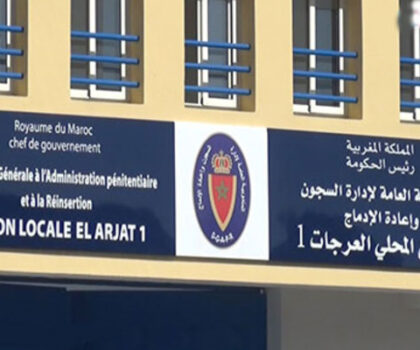 Royaume du Maroc
chef de gouvernement
Générale à l'Administration pénitentiaire
et à la Réinsertion
ON LOCALE EL ARJAT 1
D.G.A.P.R
المملكة المغربية
رئيس الحكومة
ة العامة لإدارة السجون
وإعادة الإدماج
المحلي العرجات 1